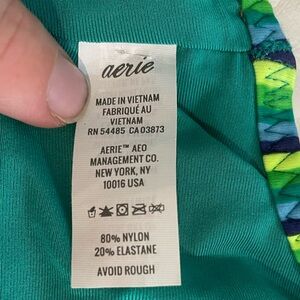 aerie
MADE IN VIETNAM
FABRIQUÉ AU
VIETNAM
RN 54485 CA 03873
AERIE™ AEO
MANAGEMENT CO.
NEW YORK, NY
10016 USA
80% NYLON
20% ELASTANE
AVOID ROUGH